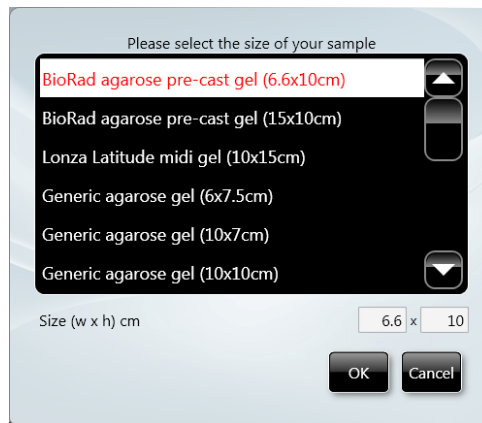 Please select the size of your sample
BioRad agarose pre-cast gel (6.6x10cm)
BioRad agarose pre-cast gel (15x10cm)
Lonza Latitude midi gel (10x15cm)
Generic agarose gel (6x7.5cm)
Generic agarose gel (10x7cm)
Generic agarose gel (10x10cm)
Size (w x h) cm 6.6 x 10
OK Cancel